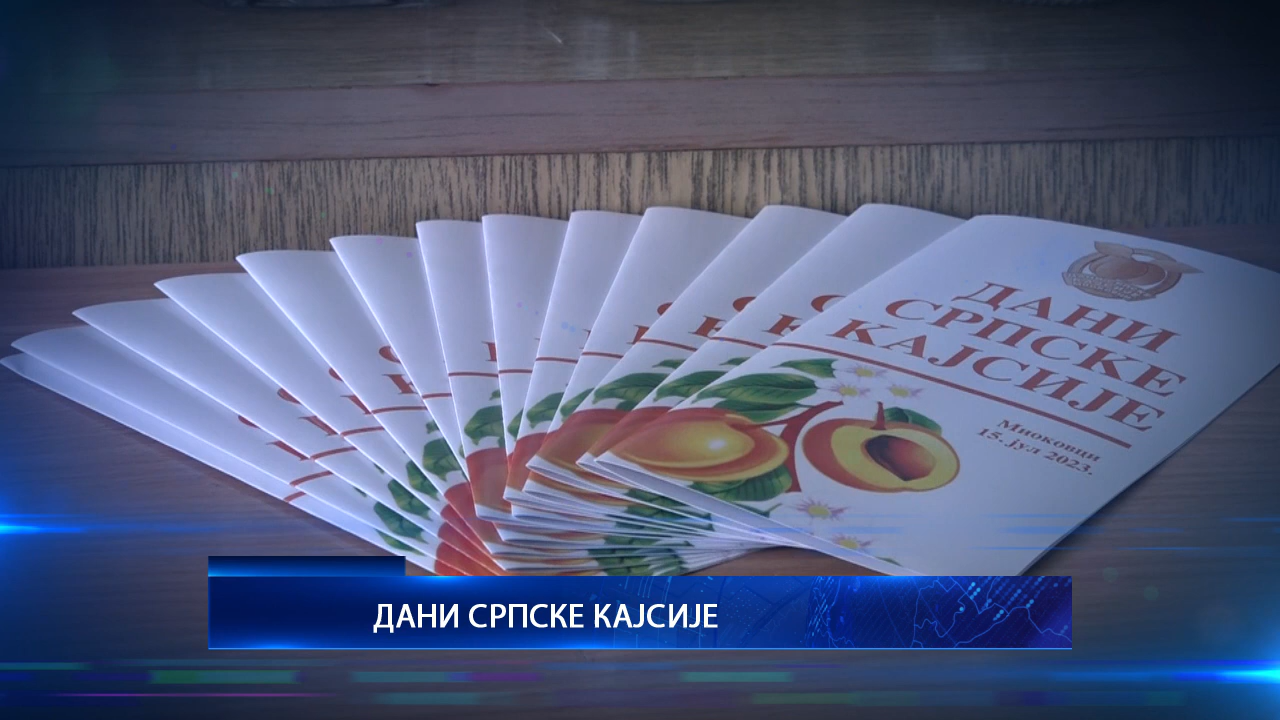 ДАНИ
СРПСКЕ
КАЈСИЈЕ
Миоковци
15. јул 2023.
ДАНИ СРПСКЕ КАЈСИЈЕ